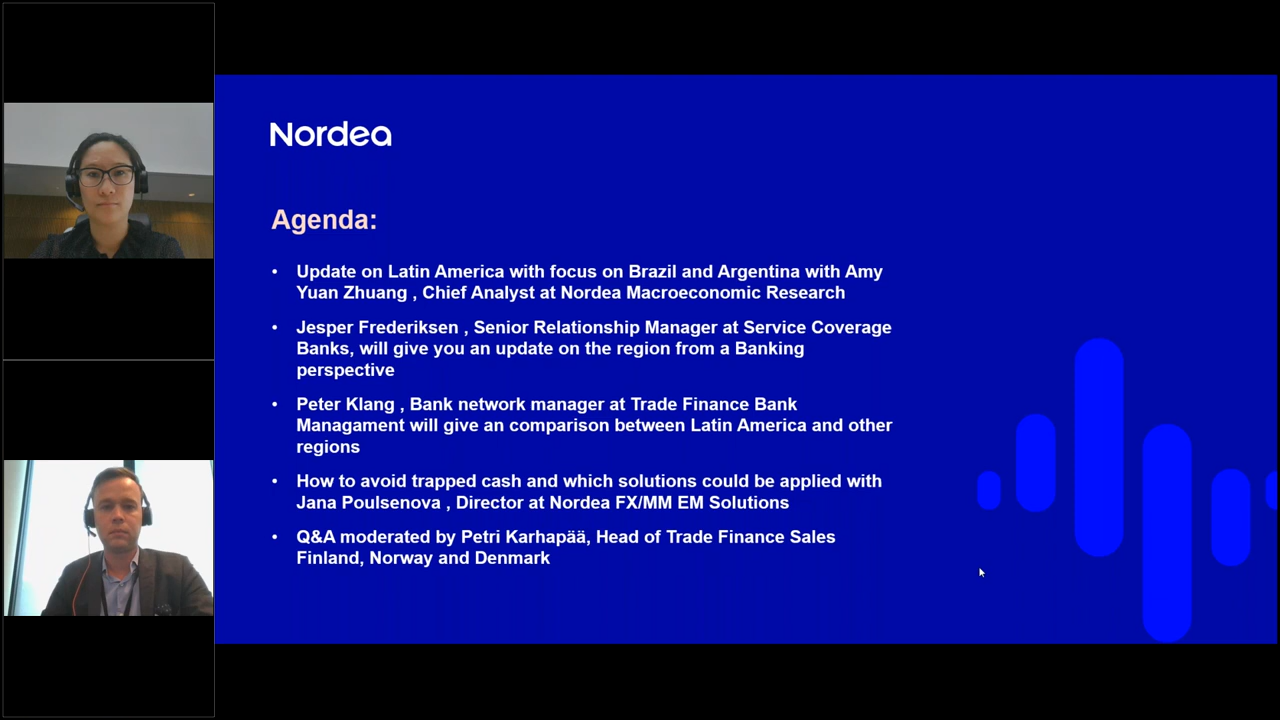 Nordea
Agenda:
• Update on Latin America with focus on Brazil and Argentina with Amy
Yuan Zhuang , Chief Analyst at Nordea Macroeconomic Research
• Jesper Frederiksen , Senior Relationship Manager at Service Coverage
Banks, will give you an update on the region from a Banking
perspective
• Peter Klang , Bank network manager at Trade Finance Bank
Managament will give an comparison between Latin America and other
regions
• How to avoid trapped cash and which solutions could be applied with
Jana Poulsenova , Director at Nordea FX/MM EM Solutions
• Q&A moderated by Petri Karhapää, Head of Trade Finance Sales
Finland, Norway and Denmark